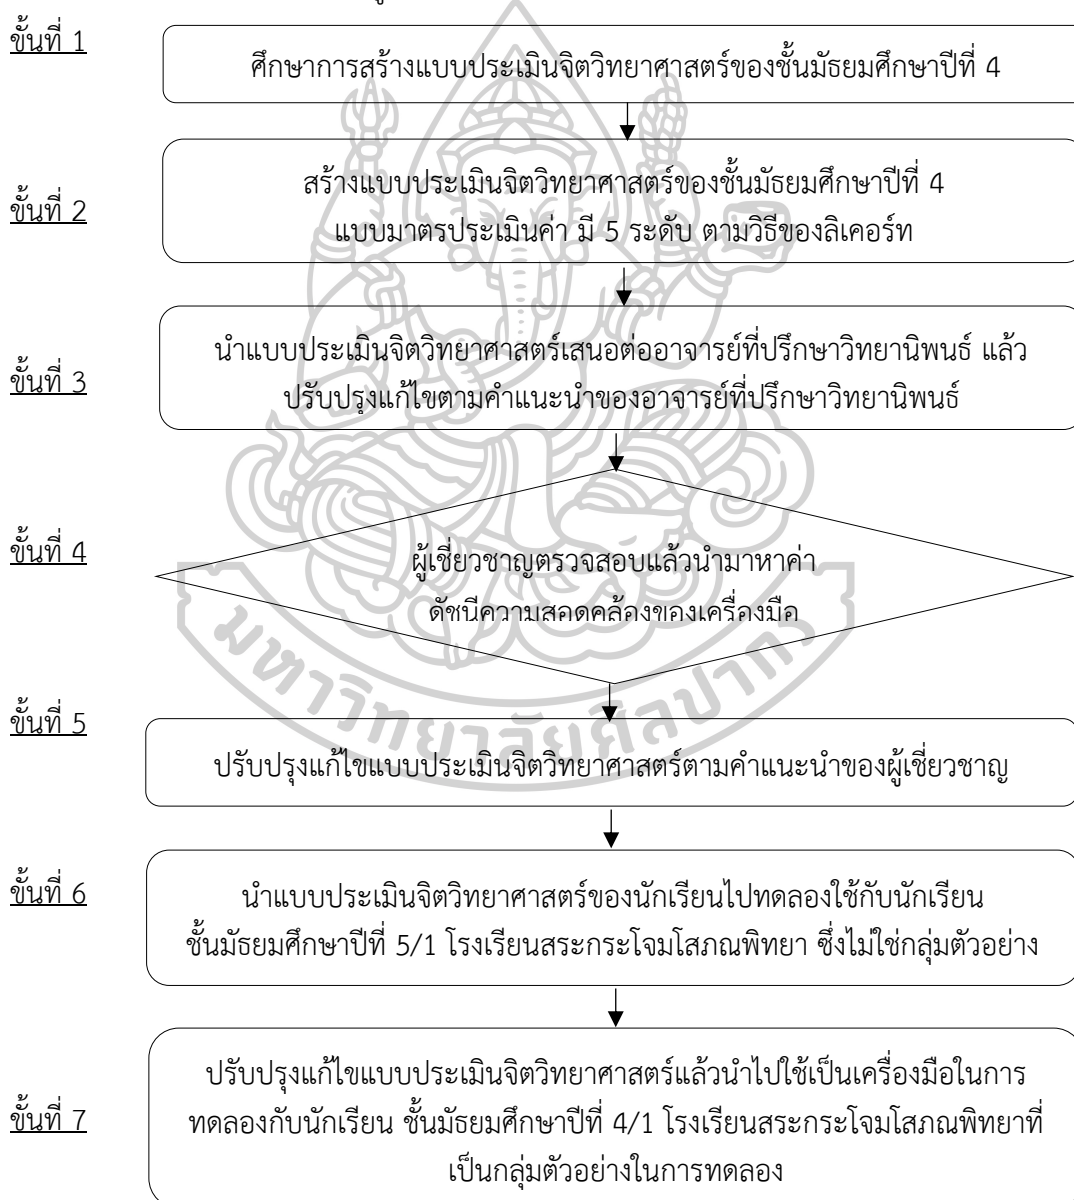 ขั้นที่ 1
ศึกษาการสร้างแบบประเมินจิตวิทยาศาสตร์ของชั้นมัธยมศึกษาปีที่ 4
ขั้นที่ 2
สร้างแบบประเมินจิตวิทยาศาสตร์ของชั้นมัธยมศึกษาปีที่ 4
แบบมาตรประเมินค่า มี 5 ระดับ ตามวิธีของลิเคอร์ท
ขั้นที่ 3
นำแบบประเมินจิตวิทยาศาสตร์เสนอต่ออาจารย์ที่ปรึกษาวิทยานิพนธ์ แล้ว
ปรับปรุงแก้ไขตามคำแนะนำของอาจารย์ที่ปรึกษาวิทยานิพนธ์
ขั้นที่ 4
ผู้เชี่ยวชาญตรวจสอบแล้วนำมาหาค่า
ดัชนีความสอดคล้องของเครื่องมือ
มหาวิทยาลัยศิลปากร
ขั้นที่ 5
ปรับปรุงแก้ไขแบบประเมินจิตวิทยาศาสตร์ตามคำแนะนำของผู้เชี่ยวชาญ
ขั้นที่ 6
นำแบบประเมินจิตวิทยาศาสตร์ของนักเรียนไปทดลองใช้กับนักเรียน
ชั้นมัธยมศึกษาปีที่ 5/1 โรงเรียนสระกระโจมโสภณพิทยา ซึ่งไม่ใช่กลุ่มตัวอย่าง
ขั้นที่ 7
ปรับปรุงแก้ไขแบบประเมินจิตวิทยาศาสตร์แล้วนำไปใช้เป็นเครื่องมือในการ
ทดลองกับนักเรียน ชั้นมัธยมศึกษาปีที่ 4/1 โรงเรียนสระกระโจมโสภณพิทยาที่
เป็นกลุ่มตัวอย่างในการทดลอง